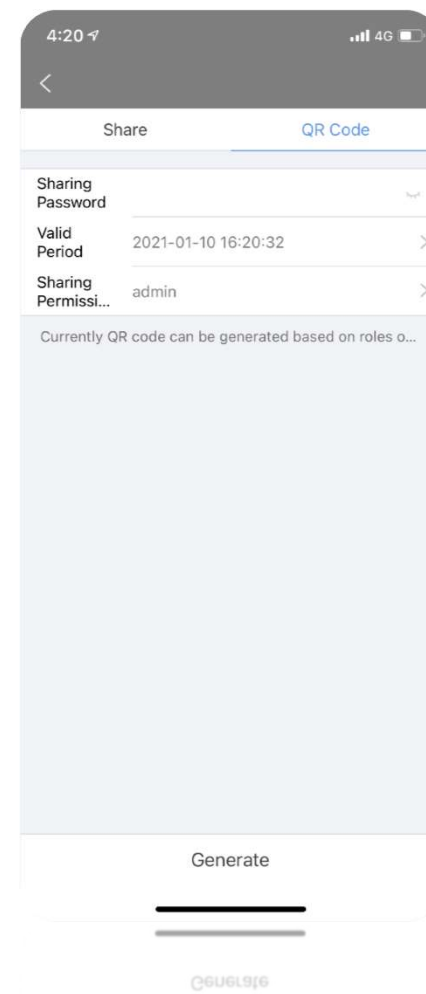 4:20
4G
Share
QR Code
Sharing
Password
Valid
Period
2021-01-10 16:20:32
Sharing
Permissi...
admin
Currently QR code can be generated based on roles o...
Generate
Generate